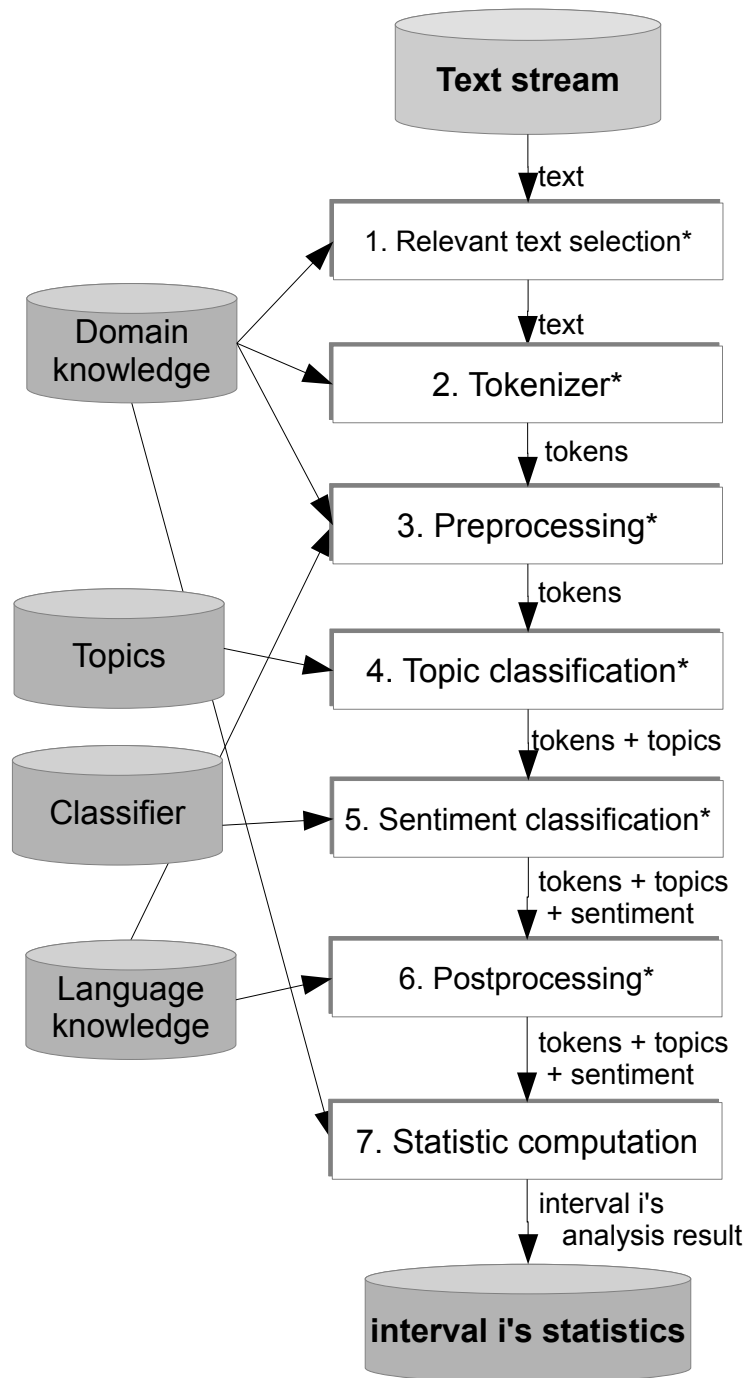 Text stream
text
1. Relevant text selection*
text
Domain
knowledge
2. Tokenizer*
tokens
3. Preprocessing*
tokens
Topics
4. Topic classification*
tokens + topics
Classifier
5. Sentiment classification*
tokens + topics
+ sentiment
Language
knowledge
6. Postprocessing*
tokens + topics
+ sentiment
7. Statistic computation
interval i's
analysis result
interval i's statistics